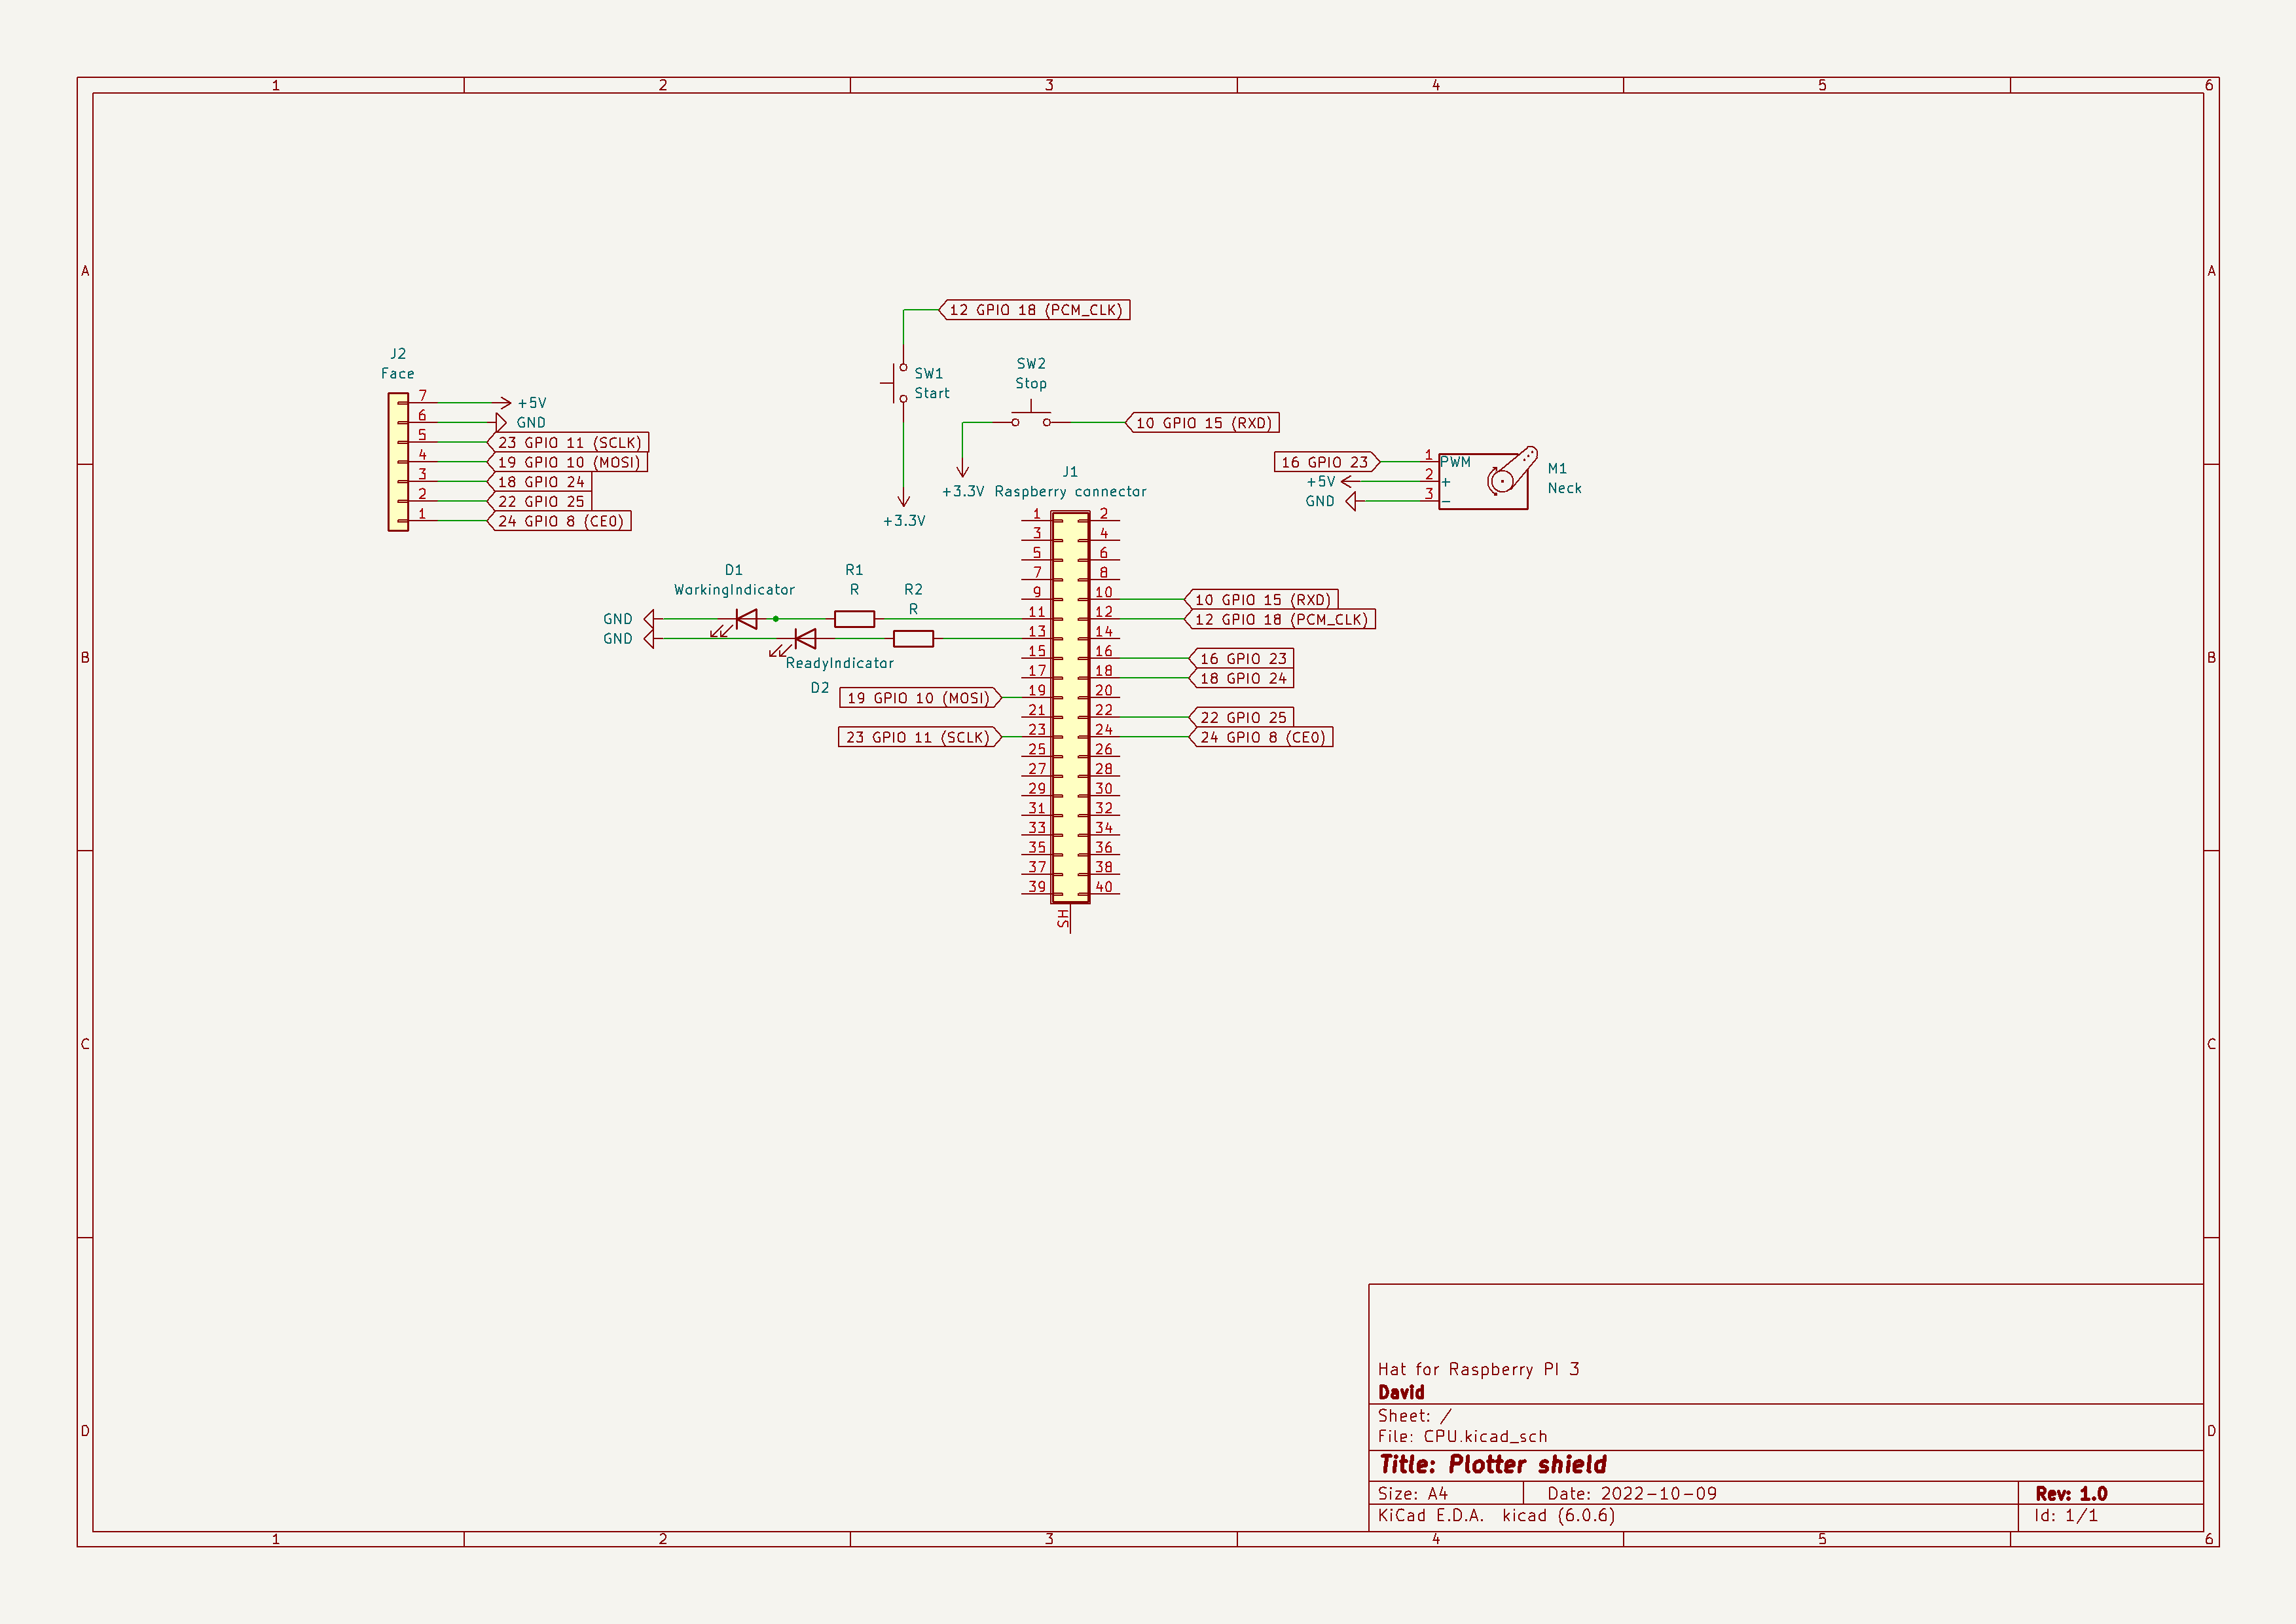 1 2 3 4 5 6
A A
12 GPIO 18 (PCM_CLK)
J2
Face
7 +5V
6 GND
5 23 GPIO 11 (SCLK)
4 19 GPIO 10 (MOSI)
3 18 GPIO 24
2 22 GPIO 25
1 24 GPIO 8 (CE0)
SW1
Start
+3.3V
SW2
Stop
10 GPIO 15 (RXD)
+3.3V
16 GPIO 23 1 PWM
+5V 2 +
GND 3 −
M1
Neck
J1
Raspberry connector
1 2
3 4
5 6
7 8
9 10 10 GPIO 15 (RXD)
11 12 12 GPIO 18 (PCM_CLK)
13 14
15 16 16 GPIO 23
17 18 18 GPIO 24
19 GPIO 10 (MOSI) 19 20
21 22 22 GPIO 25
23 GPIO 11 (SCLK) 23 24 24 GPIO 8 (CE0)
25 26
27 28
29 30
31 32
33 34
35 36
37 38
39 40
SH
D1
WorkingIndicator
R1
R
R2
R
GND
GND
ReadyIndicator
D2
B B
C C
D D
Hat for Raspberry PI 3
David
Sheet: /
File: CPU.kicad_sch
Title: Plotter shield
Size: A4 Date: 2022-10-09 Rev: 1.0
KiCad E.D.A. kicad (6.0.6) Id: 1/1
1 2 3 4 5 6